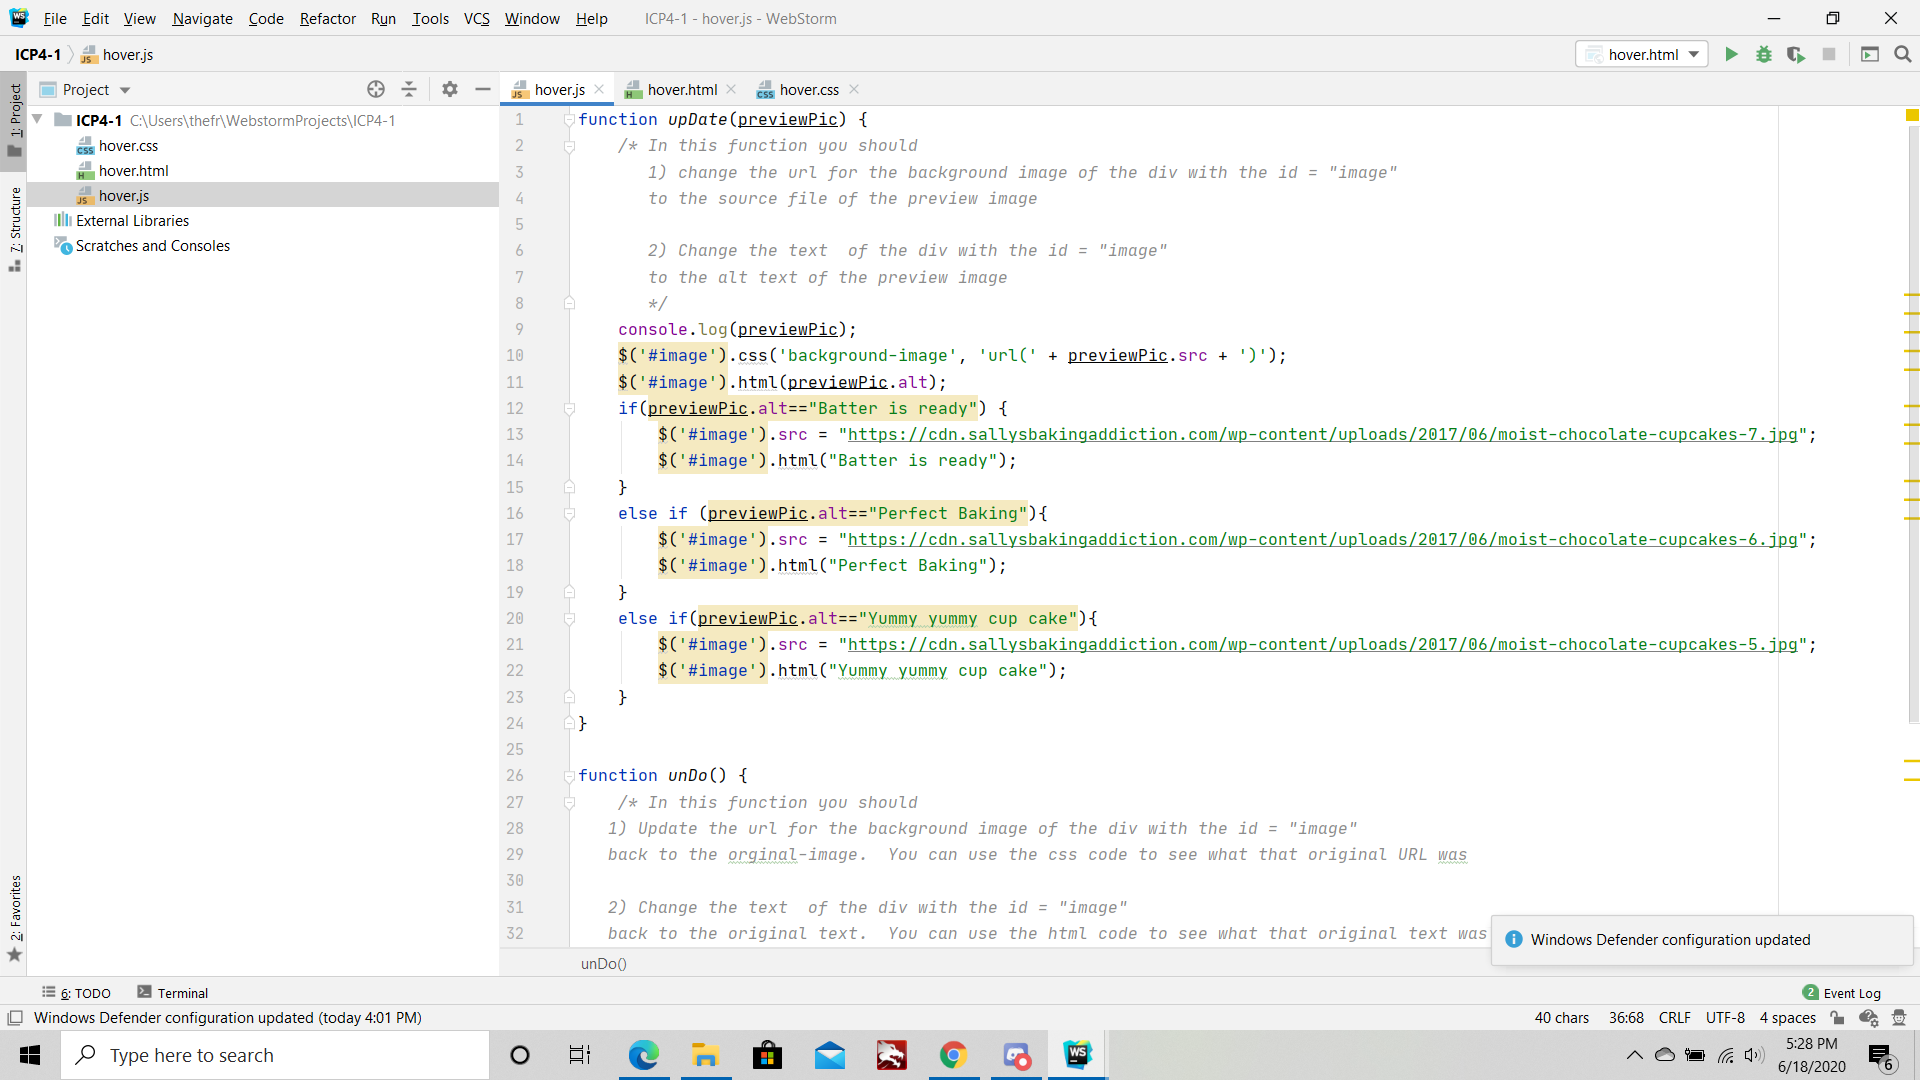 File Edit View Navigate Code Refactor Run Tools VCS Window Help ICP4-1 - hover.js - WebStorm
ICP4-1 hover.js hover.html
1: Project
7: Structure
2: Favorites
Project
ICP4-1 C:\Users\thefr\WebstormProjects\ICP4-1
hover.css
hover.html
hover.js
External Libraries
Scratches and Consoles
hover.js hover.html hover.css
1 function upDate(previewPic) {
2 /* In this function you should
3 1) change the url for the background image of the div with the id = "image"
4 to the source file of the preview image
5
6 2) Change the text  of the div with the id = "image"
7 to the alt text of the preview image
8 */
9 console.log(previewPic);
10 $('#image').css('background-image', 'url(' + previewPic.src + ')');
11 $('#image').html(previewPic.alt);
12 if(previewPic.alt=="Batter is ready") {
13 $('#image').src = "https://cdn.sallysbakingaddiction.com/wp-content/uploads/2017/06/moist-chocolate-cupcakes-7.jpg";
14 $('#image').html("Batter is ready");
15 }
16 else if (previewPic.alt=="Perfect Baking"){
17 $('#image').src = "https://cdn.sallysbakingaddiction.com/wp-content/uploads/2017/06/moist-chocolate-cupcakes-6.jpg";
18 $('#image').html("Perfect Baking");
19 }
20 else if(previewPic.alt=="Yummy yummy cup cake"){
21 $('#image').src = "https://cdn.sallysbakingaddiction.com/wp-content/uploads/2017/06/moist-chocolate-cupcakes-5.jpg";
22 $('#image').html("Yummy yummy cup cake");
23 }
24 }
25
26 function unDo() {
27 /* In this function you should
28 1) Update the url for the background image of the div with the id = "image"
29 back to the orginal-image.  You can use the css code to see what that original URL was
30
31 2) Change the text  of the div with the id = "image"
32 back to the original text.  You can use the html code to see what that original text was
unDo()
Windows Defender configuration updated
6: TODO Terminal 2 Event Log
Windows Defender configuration updated (today 4:01 PM) 40 chars 36:68 CRLF UTF-8 4 spaces
Type here to search
5:28 PM
6/18/2020
6